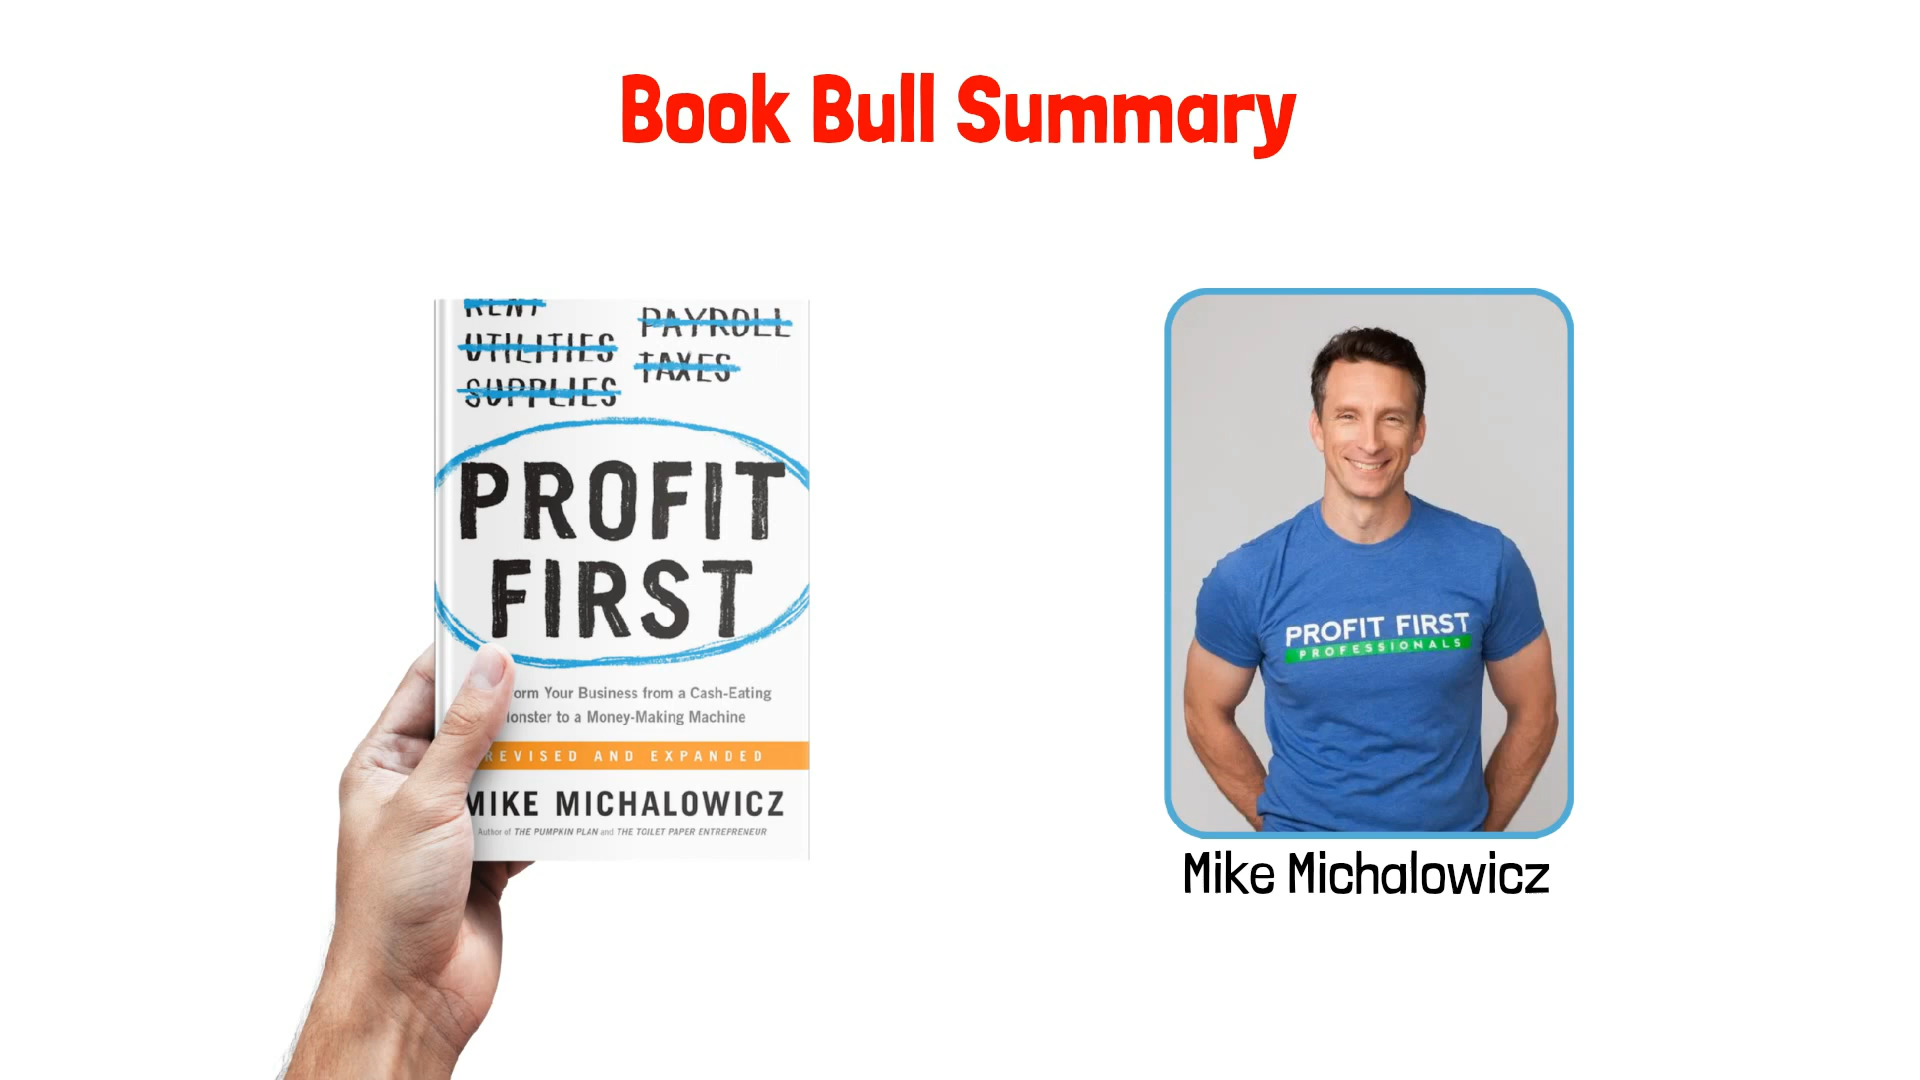 Book Bull Summary
RENT
UTILITIES
SUPPLIES
PAYROLL
TAXES
PROFIT
FIRST
orm Your Business from a Cash-Eating
onster to a Money-Making Machine
REVISED AND EXPANDED
MIKE MICHALOWICZ
Author of THE PUMPKIN PLAN and THE TOILET PAPER ENTREPRENEUR
PROFIT FIRST
PROFESSIONALS
Mike Michalowicz